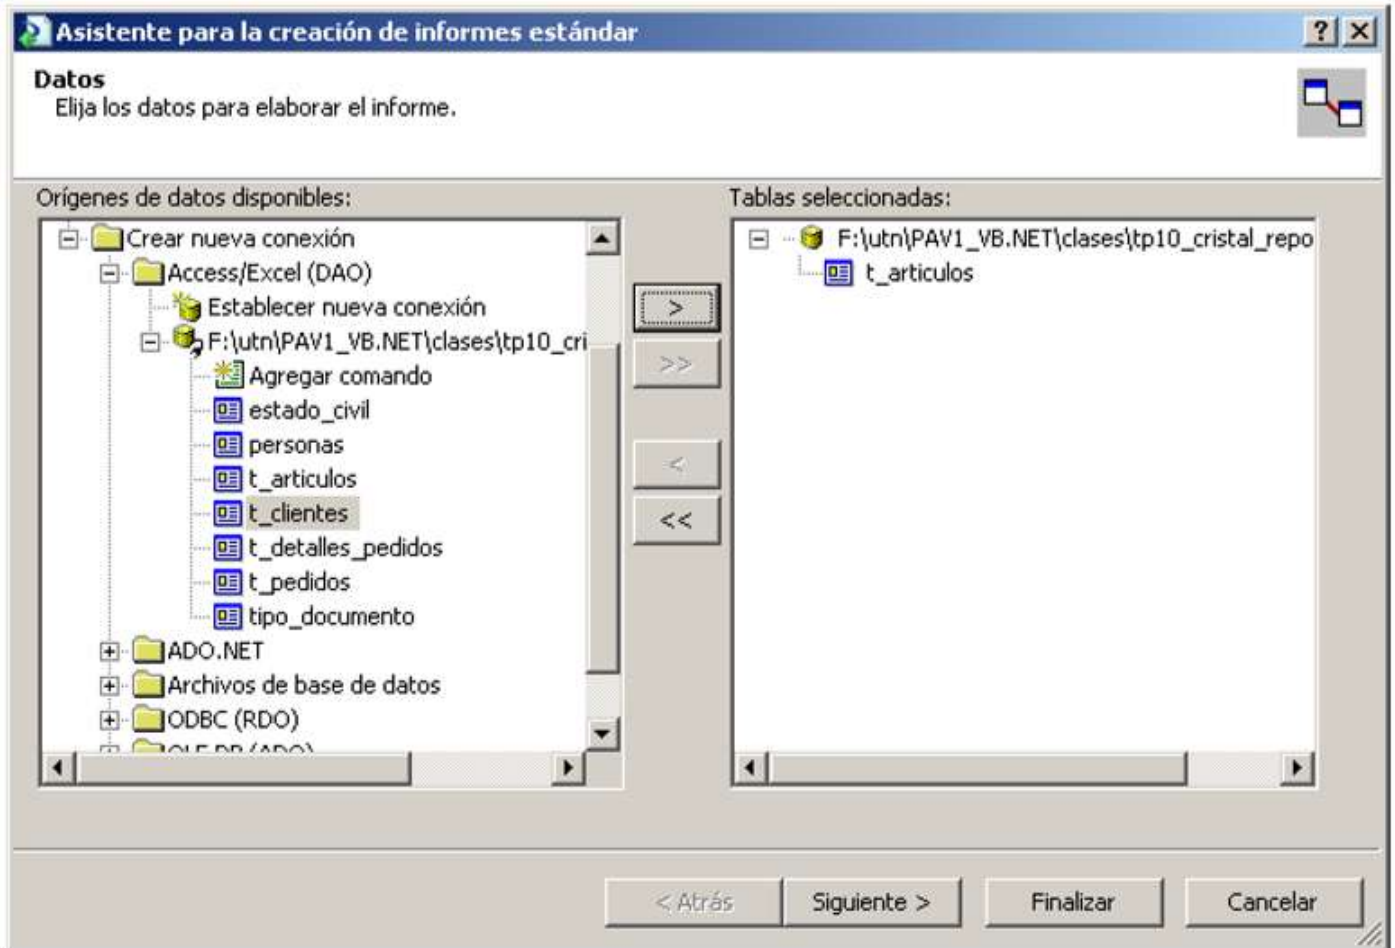 Asistente para la creación de informes estándar
Datos
Elija los datos para elaborar el informe.
Orígenes de datos disponibles:
Crear nueva conexión
Access/Excel (DAO)
Establecer nueva conexión
F:\utn\PAV1_VB.NET\clases\tp10_cri
Agregar comando
estado_civil
personas
t_articulos
t_clientes
t_detalles_pedidos
t_pedidos
tipo_documento
ADO.NET
Archivos de base de datos
ODBC (RDO)
OLE DB (ADO)
>
>>
<
<<
Tablas seleccionadas:
F:\utn\PAV1_VB.NET\clases\tp10_cristal_repo
t_articulos
< Atrás
Siguiente >
Finalizar
Cancelar